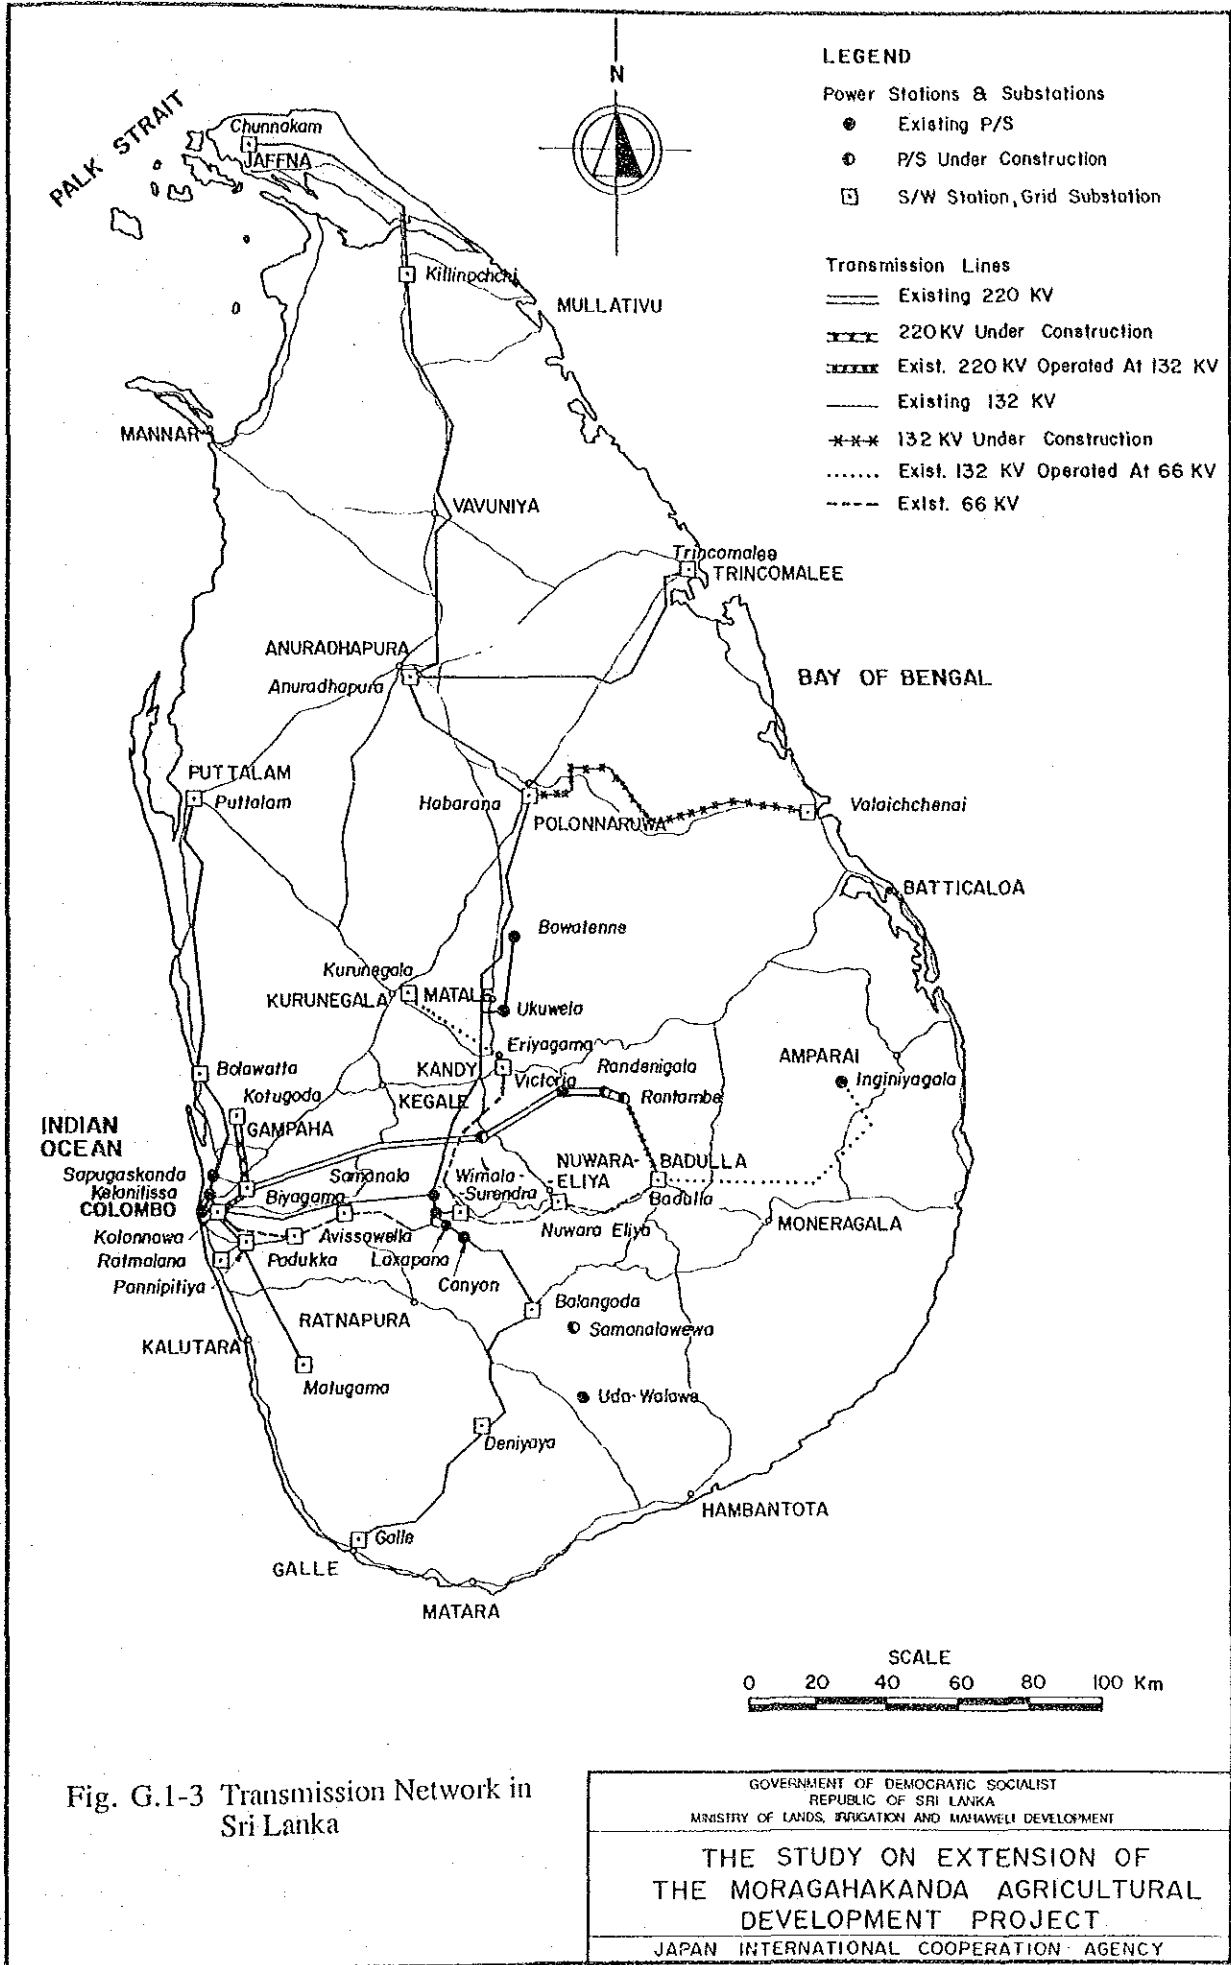 PALK STRAIT
N
LEGEND
Power Stations & Substations
Existing P/S
P/S Under Construction
S/W Station, Grid Substation
Transmission Lines
Existing 220 KV
220 KV Under Construction
Exist. 220 KV Operated At 132 KV
Existing 132 KV
132 KV Under Construction
Exist. 132 KV Operated At 66 KV
Exist. 66 KV
Chunnakam
JAFFNA
Killinochchi
MULLATIVU
MANNAR
VAVUNIYA
Trincomalee
TRINCOMALEE
ANURADHAPURA
Anuradhapura
BAY OF BENGAL
PUTTALAM
Puttalam
Habarana
POLONNARUWA
Valaichchenai
BATTICALOA
Bowatenne
Kurunegala
KURUNEGALA
MATALE
Ukuwela
Eriyagama
KANDY
Victoria
Randenigala
Rantambe
AMPARAI
Inginiyagala
Bolawatta
Kotugoda
GAMPAHA
KEGALE
INDIAN
OCEAN
Sapugaskanda
Kelanitissa
COLOMBO
Biyagama
Samanala
Wimala-
Surendra
NUWARA-
ELIYA
BADULLA
Badulla
Nuwara Eliya
MONERAGALA
Kolonnawa
Ratmalana
Pannipitiya
Padukka
Avissawella
Laxapana
Canyon
Balangoda
Samanalawewa
RATNAPURA
KALUTARA
Matugama
Uda-Walawe
Deniyaya
HAMBANTOTA
Galle
GALLE
MATARA
SCALE
0 20 40 60 80 100 Km
Fig. G.1-3 Transmission Network in
Sri Lanka
GOVERNMENT OF DEMOCRATIC SOCIALIST
REPUBLIC OF SRI LANKA
MINISTRY OF LANDS, IRRIGATION AND MAHAWELI DEVELOPMENT
THE STUDY ON EXTENSION OF
THE MORAGAHAKANDA AGRICULTURAL
DEVELOPMENT PROJECT
JAPAN INTERNATIONAL COOPERATION AGENCY